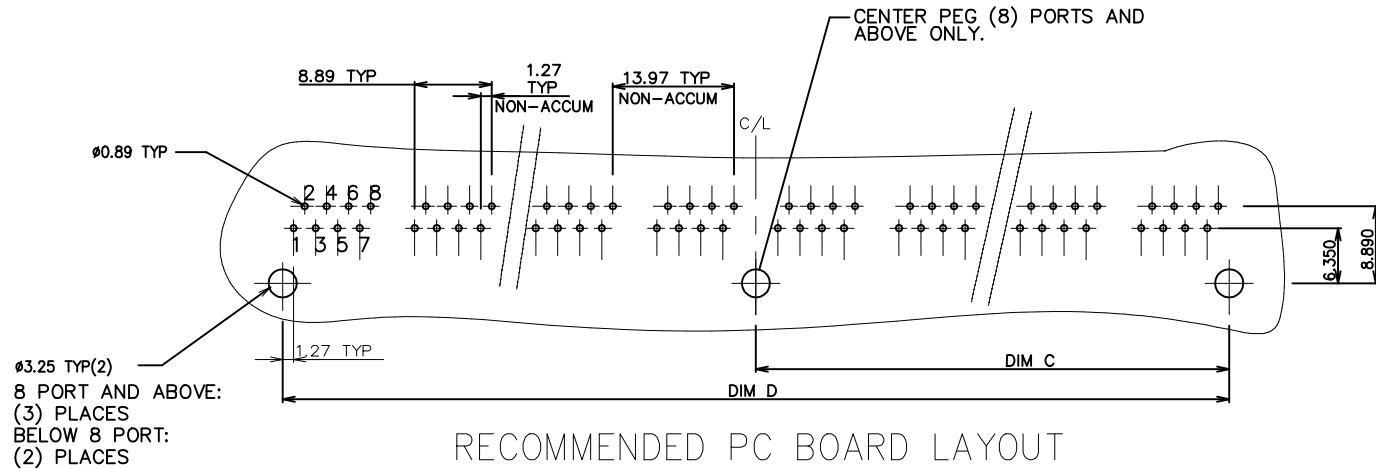 CENTER PEG (8) PORTS AND
ABOVE ONLY.
8.89 TYP
1.27
TYP
NON-ACCUM
13.97 TYP
NON-ACCUM
C/L
ø0.89 TYP
2 4 6 8
1 3 5 7
6.350
8.890
1.27 TYP
ø3.25 TYP(2)
8 PORT AND ABOVE:
(3) PLACES
BELOW 8 PORT:
(2) PLACES
DIM C
DIM D
RECOMMENDED PC BOARD LAYOUT